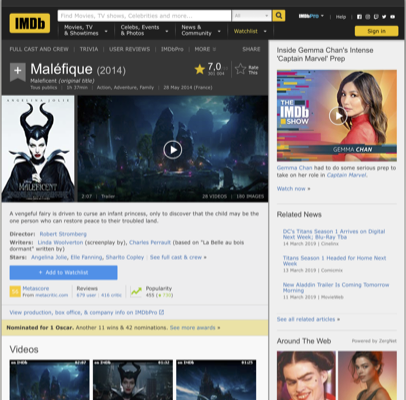 IMDb
Find Movies, TV shows, Celebrities and more...
All
IMDbPro
Help
Movies, TV & Showtimes
Celebs, Events & Photos
News & Community
Watchlist
Sign in
FULL CAST AND CREW | TRIVIA | USER REVIEWS | IMDbPro | MORE
SHARE
Maléfique (2014)
Maleficent (original title)
Tous publics | 1h 37min | Action, Adventure, Family | 28 May 2014 (France)
7,0
Rate This
ANGELINA JOLIE
MALEFICENT
2:07 | Trailer
26 VIDEOS | 180 IMAGES
A vengeful fairy is driven to curse an infant princess, only to discover that the child may be the
one person who can restore peace to their troubled land.
Director: Robert Stromberg
Writers: Linda Woolverton (screenplay by), Charles Perrault (based on "La Belle au bois
dormant" written by)
Stars: Angelina Jolie, Elle Fanning, Sharlto Copley | See full cast & crew »
+ Add to Watchlist
Metascore
From metacritic.com
Reviews
679 user | 416 critic
Popularity
View production, box office, & company info on IMDbPro
Nominated for 1 Oscar. Another 11 wins & 42 nominations. See more awards »
Videos
Inside Gemma Chan's Intense
'Captain Marvel' Prep
THE
IMDb
SHOW
GEMMA CHAN
Gemma Chan had to do some serious prep
to take on her role in Captain Marvel.
Watch now »
Related News
DC's Titans Season 1 Arrives on Digital
Next Week; Blu-Ray Tba
14 March 2019 | Cinelinx
Titans Season 1 Headed for Home Next
Week
13 March 2019 | Comicmix
New Aladdin Trailer Is Coming Tomorrow
Morning
11 March 2019 | MovieWeb
See all related articles »
Around The Web
Powered by ZergNet